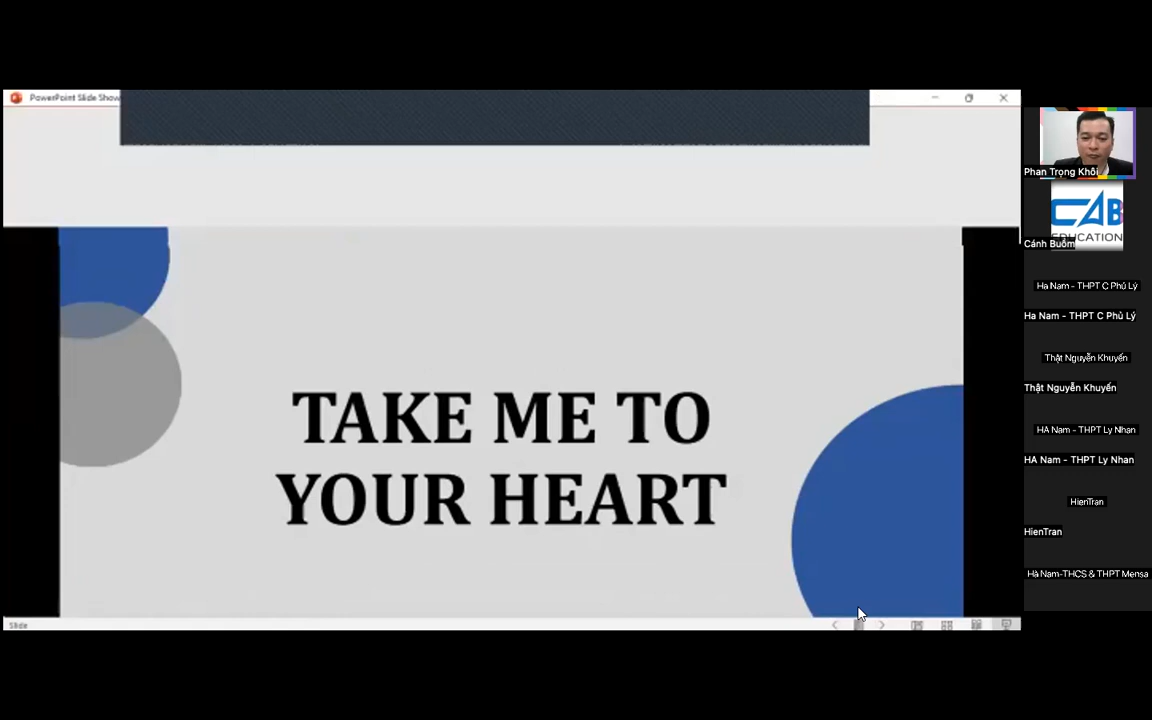 PowerPoint Slide Show
TAKE ME TO
YOUR HEART
Slide
Phan Trọng Khôi
CAB
EDUCATION
Cánh Buồm
Ha Nam - THPT C Phủ Lý
Ha Nam - THPT C Phủ Lý
Thật Nguyễn Khuyến
Thật Nguyễn Khuyến
HA Nam - THPT Ly Nhan
HA Nam - THPT Ly Nhan
HienTran
HienTran
Hà Nam-THCS & THPT Mensa